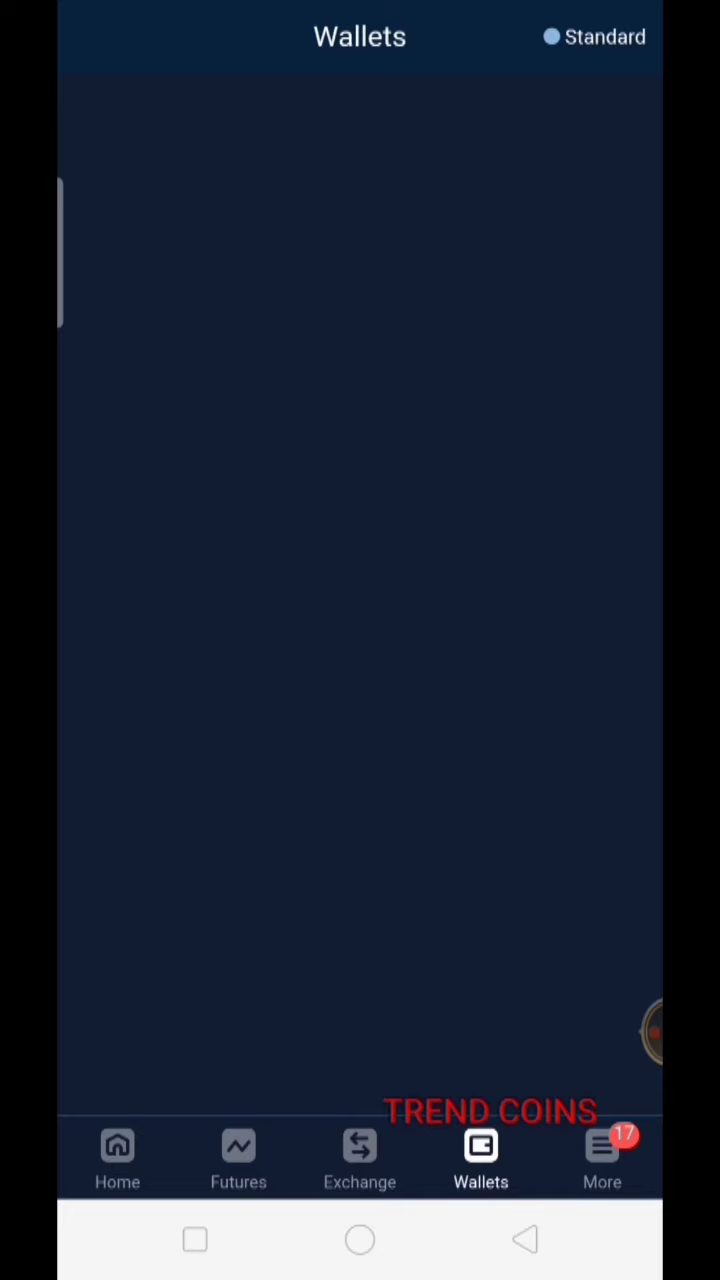 Wallets
Standard
TREND COINS
17
Home
Futures
Exchange
Wallets
More